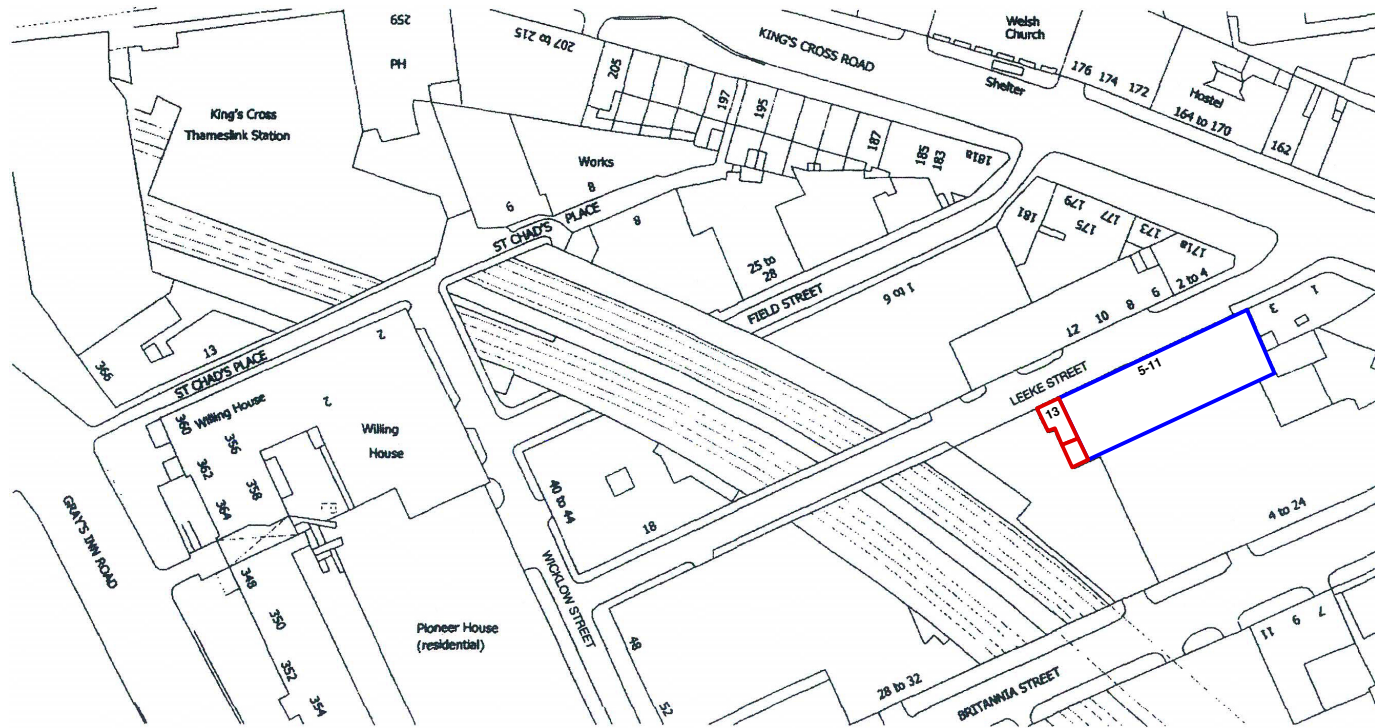 259
PH
207 to 215
205
197
195
187
185
183
181a
KING'S CROSS ROAD
Welsh
Church
Shelter
176 174 172
Hostel
164 to 170
162
King's Cross
Thameslink Station
Works
6
8
ST CHAD'S PLACE
8
25 to
28
FIELD STREET
1 to 6
181
179
177
175
173
171a
2 to 4
6
8
10
12
1
3
LEEKE STREET
5-11
13
366
13
ST CHAD'S PLACE
2
2
Willing House
Willing
House
360
356
362
358
364
GRAY'S INN ROAD
348
350
352
354
Pioneer House
(residential)
40 to 44
18
WICKLOW STREET
48
52
28 to 32
BRITANNIA STREET
4 to 24
11
9
7